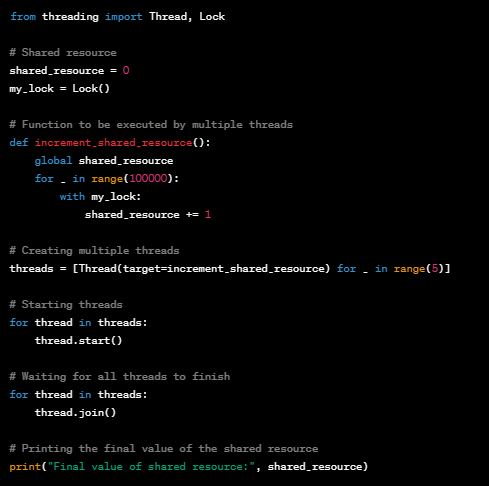 from threading import Thread, Lock

# Shared resource
shared_resource = 0
my_lock = Lock()

# Function to be executed by multiple threads
def increment_shared_resource():
    global shared_resource
    for _ in range(100000):
        with my_lock:
            shared_resource += 1

# Creating multiple threads
threads = [Thread(target=increment_shared_resource) for _ in range(5)]

# Starting threads
for thread in threads:
    thread.start()

# Waiting for all threads to finish
for thread in threads:
    thread.join()

# Printing the final value of the shared resource
print("Final value of shared resource:", shared_resource)